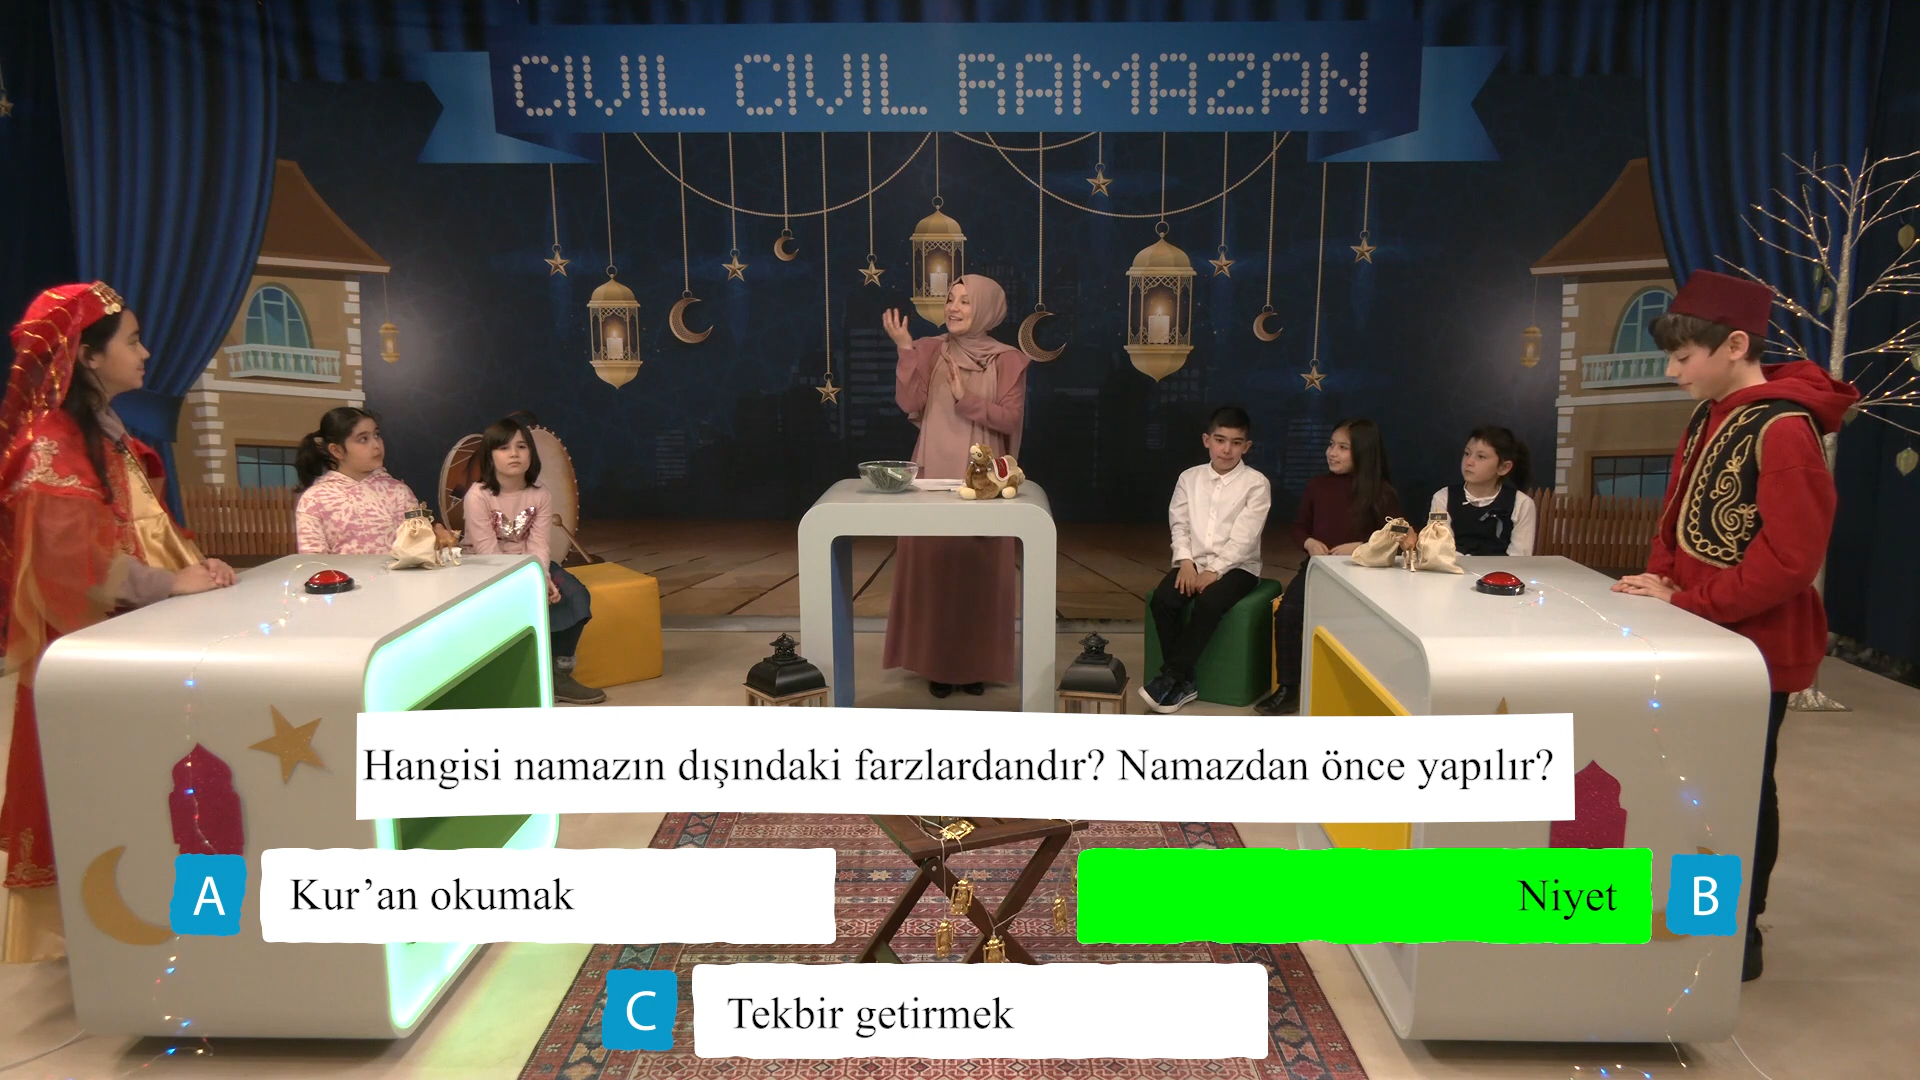 CIVIL CIVIL RAMAZAN
Hangisi namazın dışındaki farzlardandır? Namazdan önce yapılır?
A Kur’an okumak
Niyet B
C Tekbir getirmek